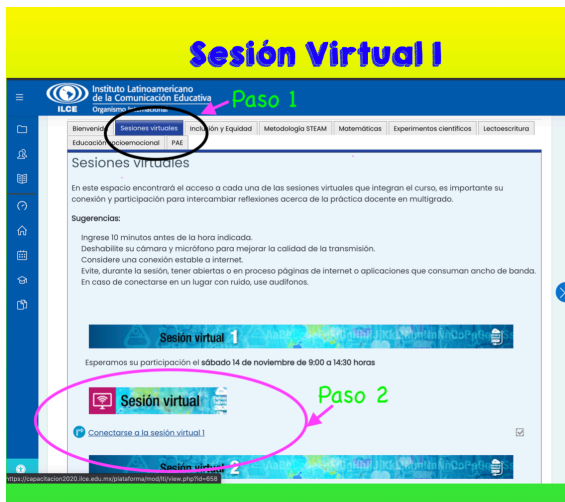 Sesión Virtual 1
Instituto Latinoamericano
de la Comunicación Educativa
ILCE
Organismo Internacional
Paso 1
Bienvenida Sesiones virtuales Inclusión y Equidad Metodología STEAM Matemáticas Experimentos científicos Lectoescritura
Educación Socioemocional PAE
Sesiones virtuales
En este espacio encontrará el acceso a cada una de las sesiones virtuales que integran el curso, es importante su
conexión y participación para intercambiar reflexiones acerca de la práctica docente en multigrado.
Sugerencias:
Ingrese 10 minutos antes de la hora indicada.
Deshabilite su cámara y micrófono para mejorar la calidad de la transmisión.
Considere una conexión estable a internet.
Evite, durante la sesión, tener abiertas o en proceso páginas de internet o aplicaciones que consuman ancho de banda.
En caso de conectarse en un lugar con ruido, use audífonos.
Sesión virtual 1
Esperamos su participación el sábado 14 de noviembre de 9:00 a 14:30 horas
Paso 2
Sesión virtual
Conectarse a la sesión virtual 1
Sesión virtual 2
https://capacitacion2020.ilce.edu.mx/plataforma/mod/lti/view.php?id=658